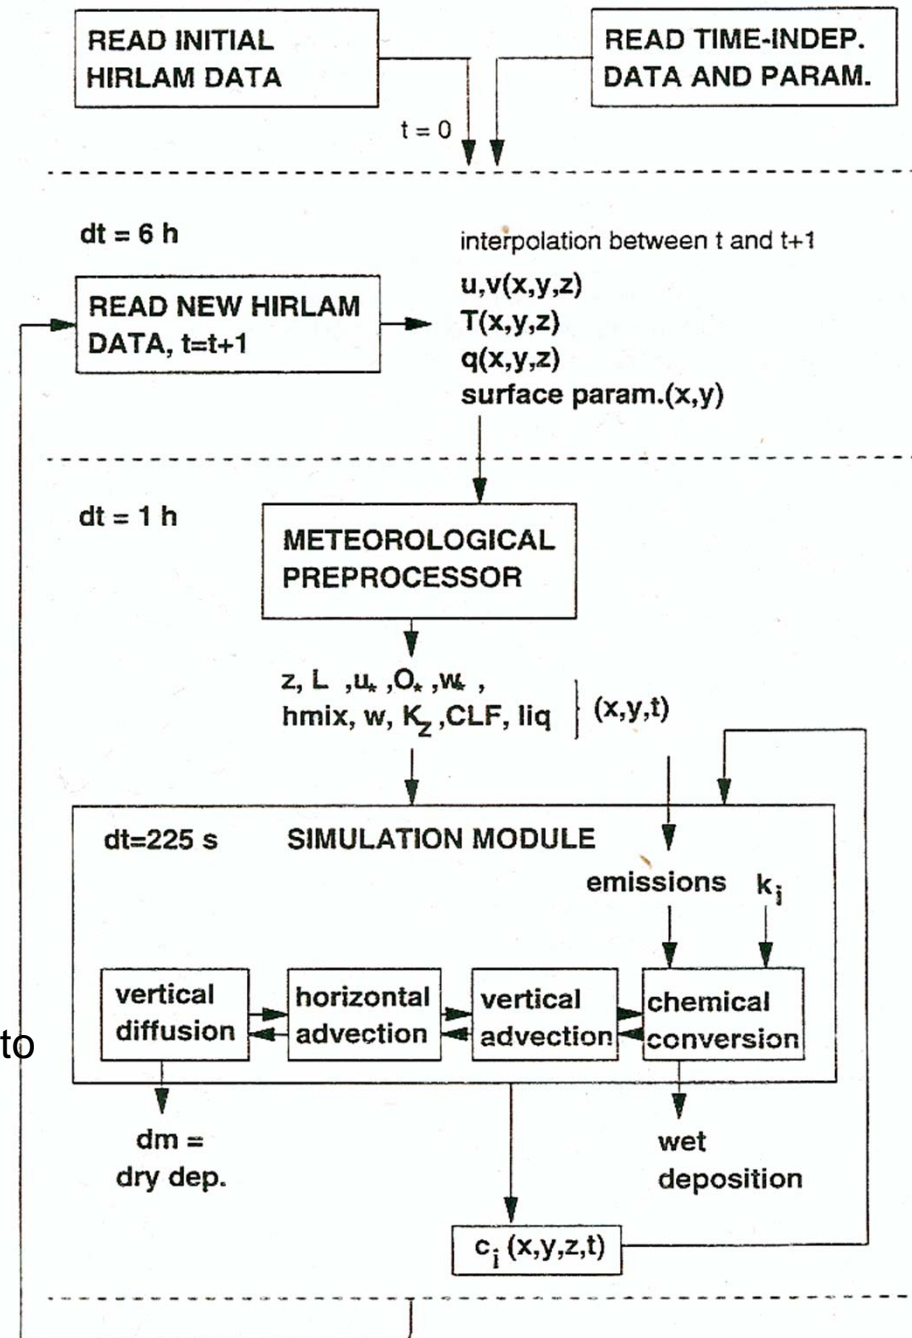 READ INITIAL
HIRLAM DATA
READ TIME-INDEP.
DATA AND PARAM.
t = 0
dt = 6 h
interpolation between t and t+1
READ NEW HIRLAM
DATA, t=t+1
u,v(x,y,z)
T(x,y,z)
q(x,y,z)
surface param.(x,y)
dt = 1 h
METEOROLOGICAL
PREPROCESSOR
z, L ,u* ,O* ,w* ,
hmix, w, Kz ,CLF, liq
(x,y,t)
dt=225 s
SIMULATION MODULE
emissions
ki
vertical
diffusion
horizontal
advection
vertical
advection
chemical
conversion
to
dm =
dry dep.
wet
deposition
ci (x,y,z,t)